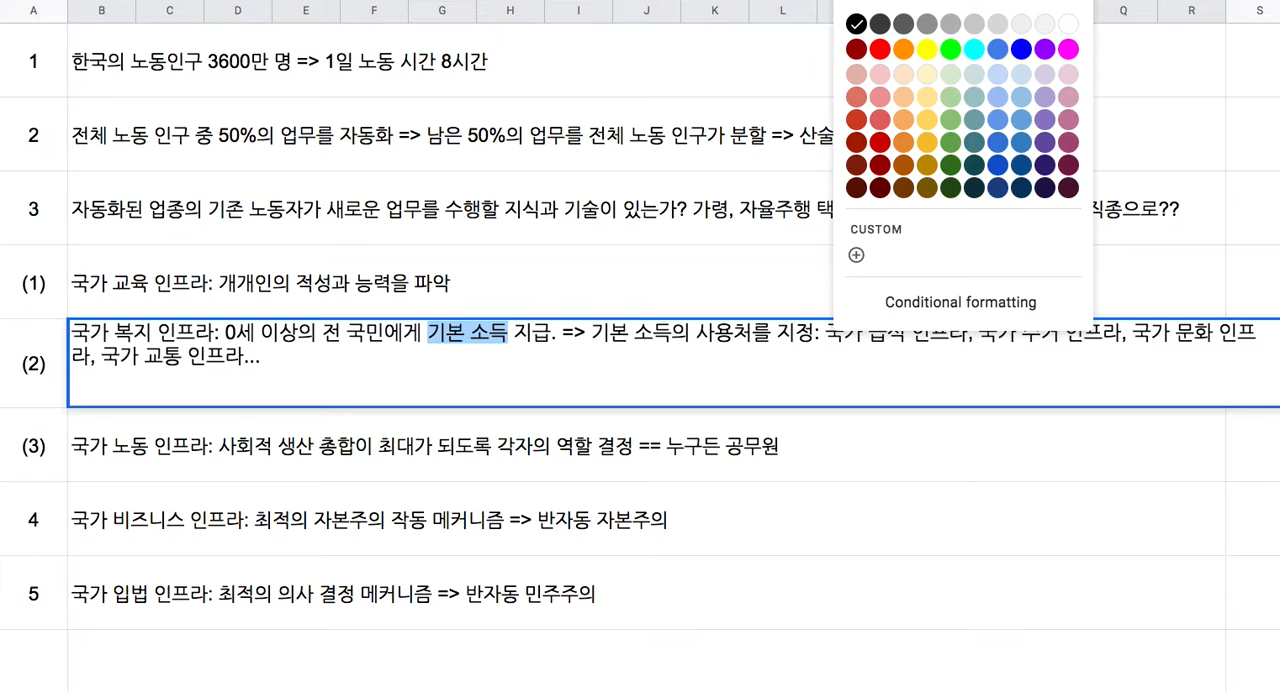 A B C D E F G H I J K L Q R S
1 한국의 노동인구 3600만 명 => 1일 노동 시간 8시간
2 전체 노동 인구 중 50%의 업무를 자동화 => 남은 50%의 업무를 전체 노동 인구가 분할 => 산술
3 자동화된 업종의 기존 노동자가 새로운 업무를 수행할 지식과 기술이 있는가? 가령, 자율주행 택 직종으로??
CUSTOM
Conditional formatting
(1) 국가 교육 인프라: 개개인의 적성과 능력을 파악
(2) 국가 복지 인프라: 0세 이상의 전 국민에게 기본 소득 지급. => 기본 소득의 사용처를 지정: 국가 인프라, 국가 인프라, 국가 문화 인프
라, 국가 교통 인프라...
(3) 국가 노동 인프라: 사회적 생산 총합이 최대가 되도록 각자의 역할 결정 == 누구든 공무원
4 국가 비즈니스 인프라: 최적의 자본주의 작동 메커니즘 => 반자동 자본주의
5 국가 입법 인프라: 최적의 의사 결정 메커니즘 => 반자동 민주주의